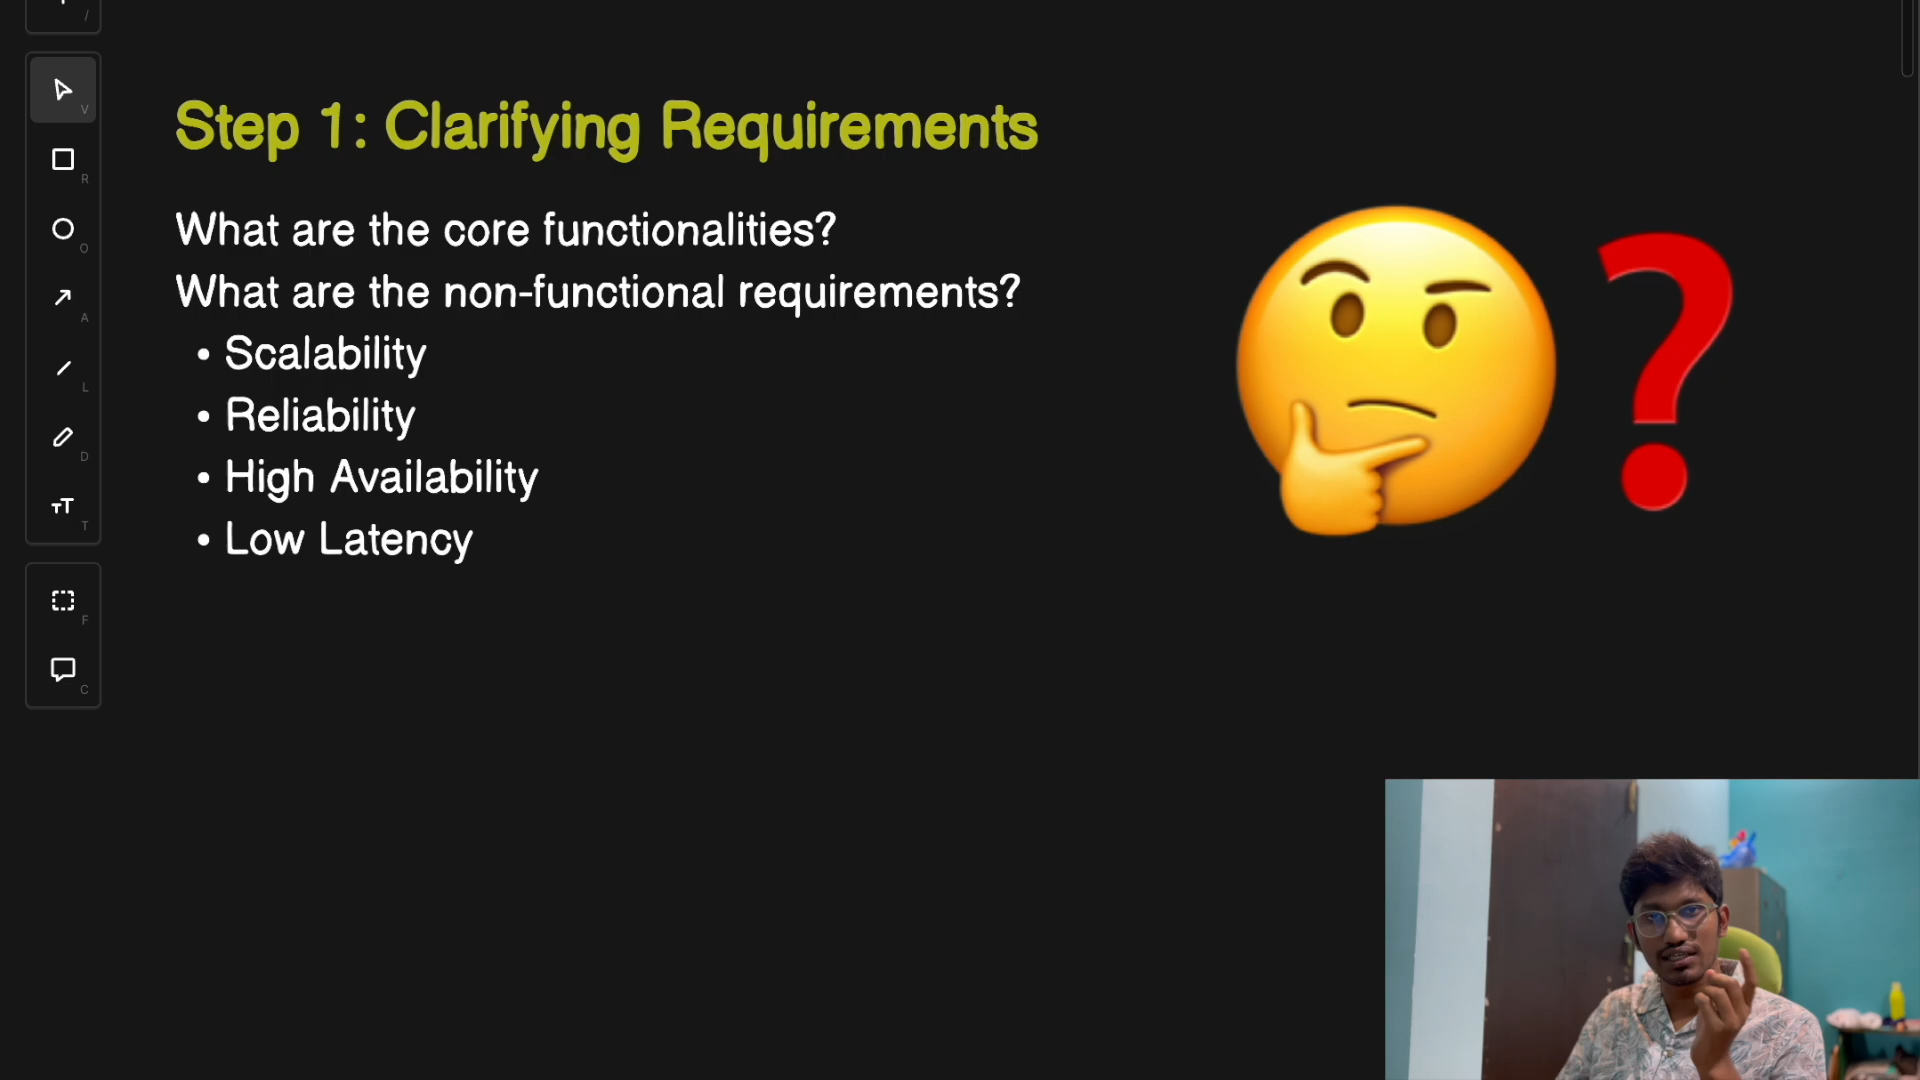 /
V
R
O
A
L
D
TT
T
F
C
Step 1: Clarifying Requirements
What are the core functionalities?
What are the non-functional requirements?
• Scalability
• Reliability
• High Availability
• Low Latency
?